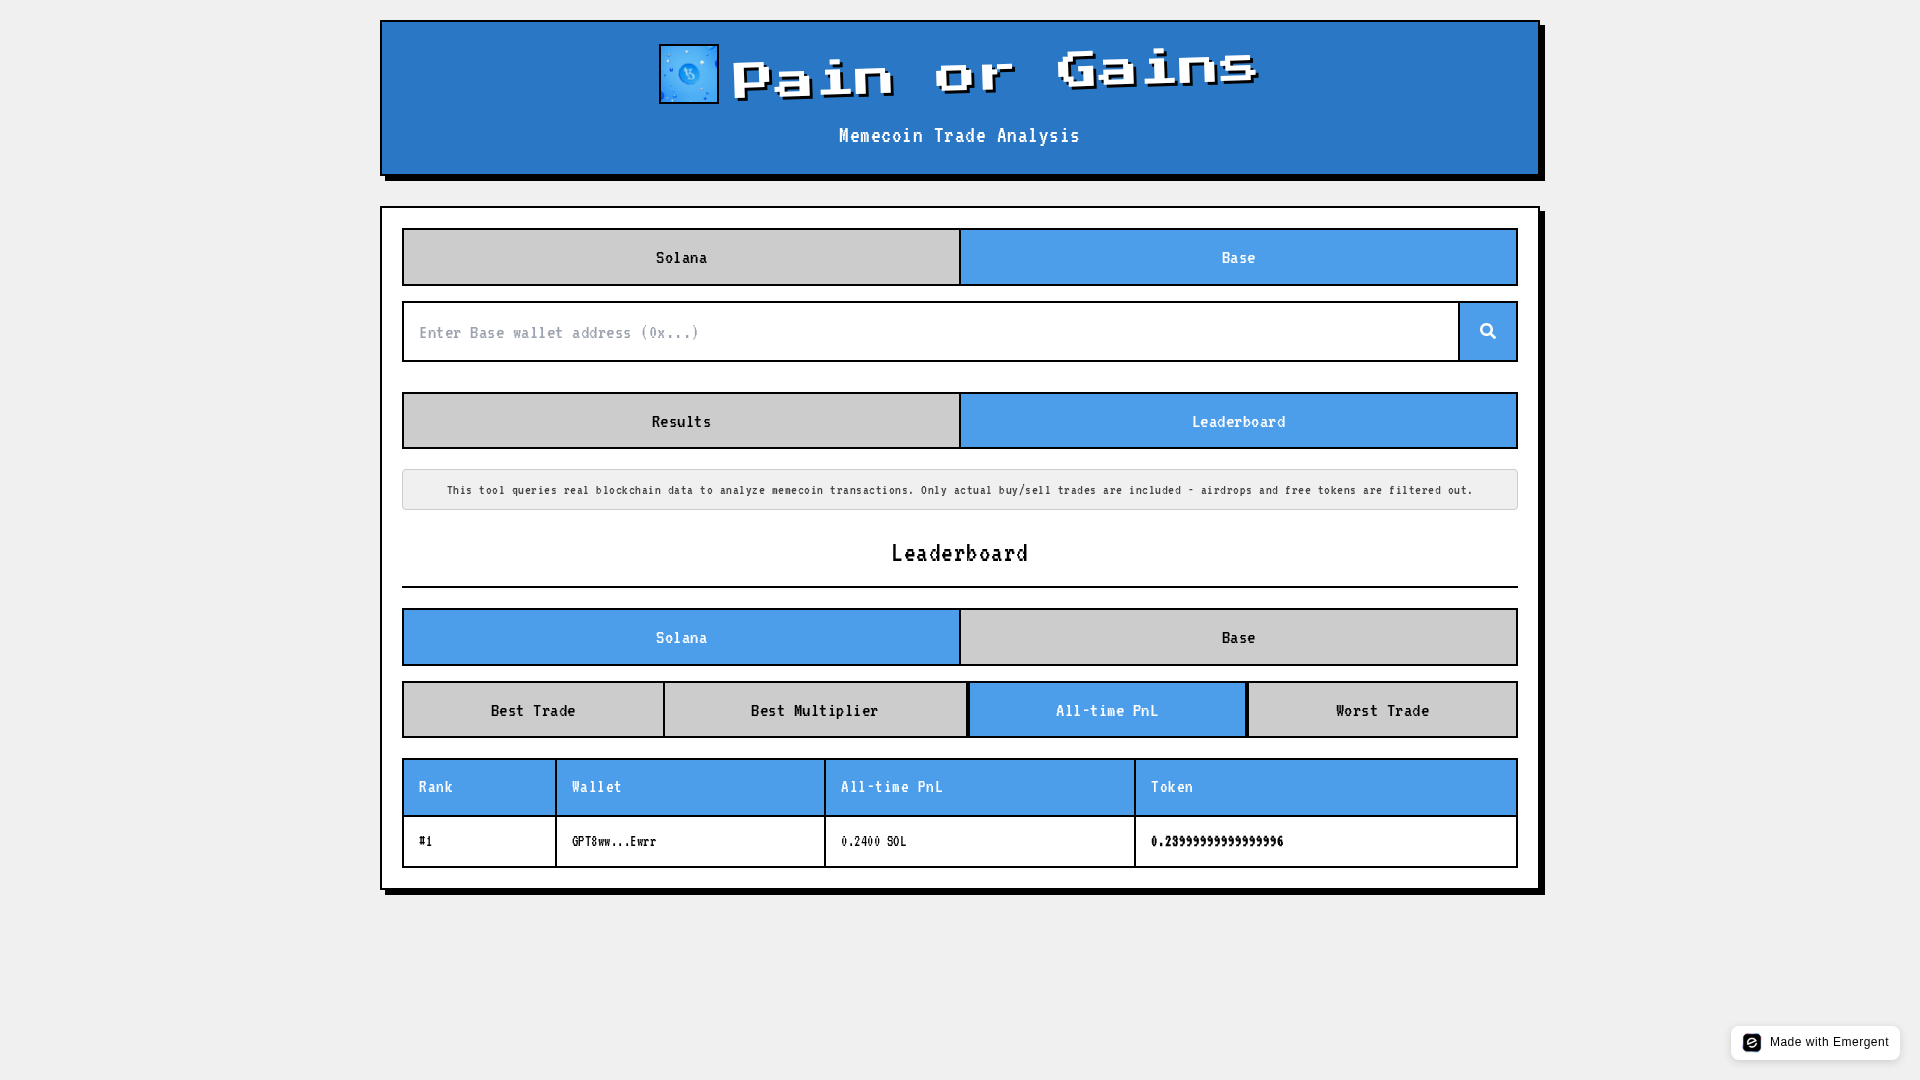 Pain or Gains
Memecoin Trade Analysis
Solana Base
Enter Base wallet address (0x...)
Results Leaderboard
This tool queries real blockchain data to analyze memecoin transactions. Only actual buy/sell trades are included - airdrops and free tokens are filtered out.
Leaderboard
Solana Base
Best Trade Best Multiplier All-time PnL Worst Trade
Rank Wallet All-time PnL Token
#1 GPT8ww...Ewrr 0.2400 SOL 0.23999999999999996
Made with Emergent